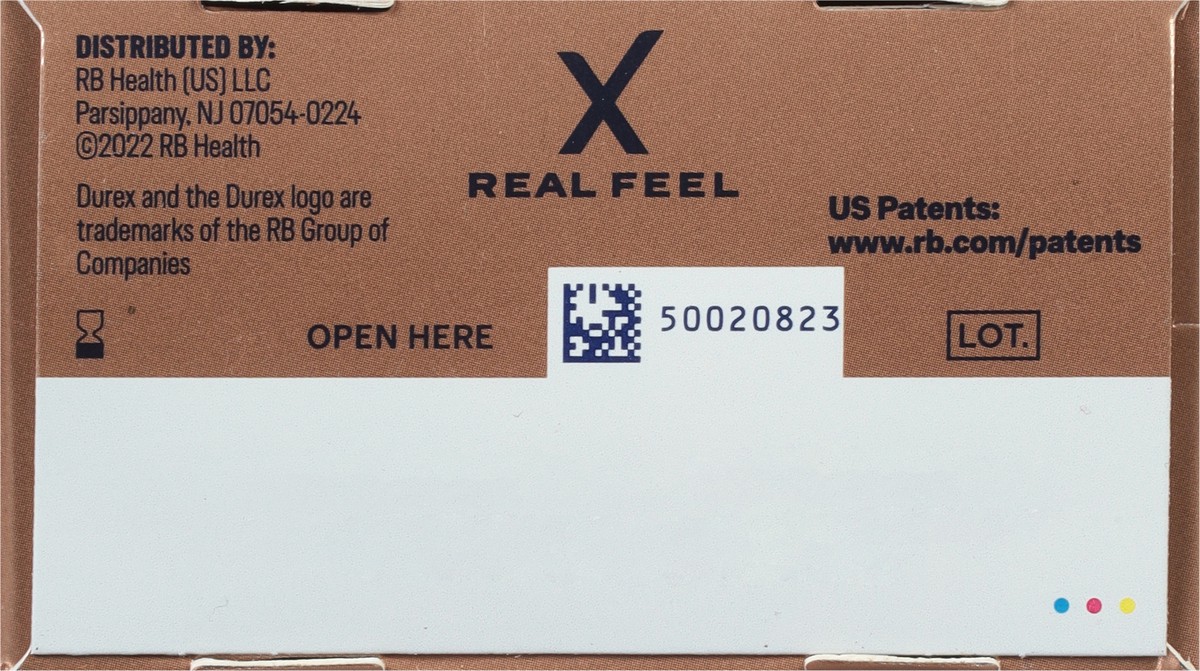 DISTRIBUTED BY:
RB Health (US) LLC
Parsippany, NJ 07054-0224
©2022 RB Health
Durex and the Durex logo are
trademarks of the RB Group of
Companies
X
REAL FEEL
US Patents:
www.rb.com/patents
OPEN HERE
50020823
LOT.